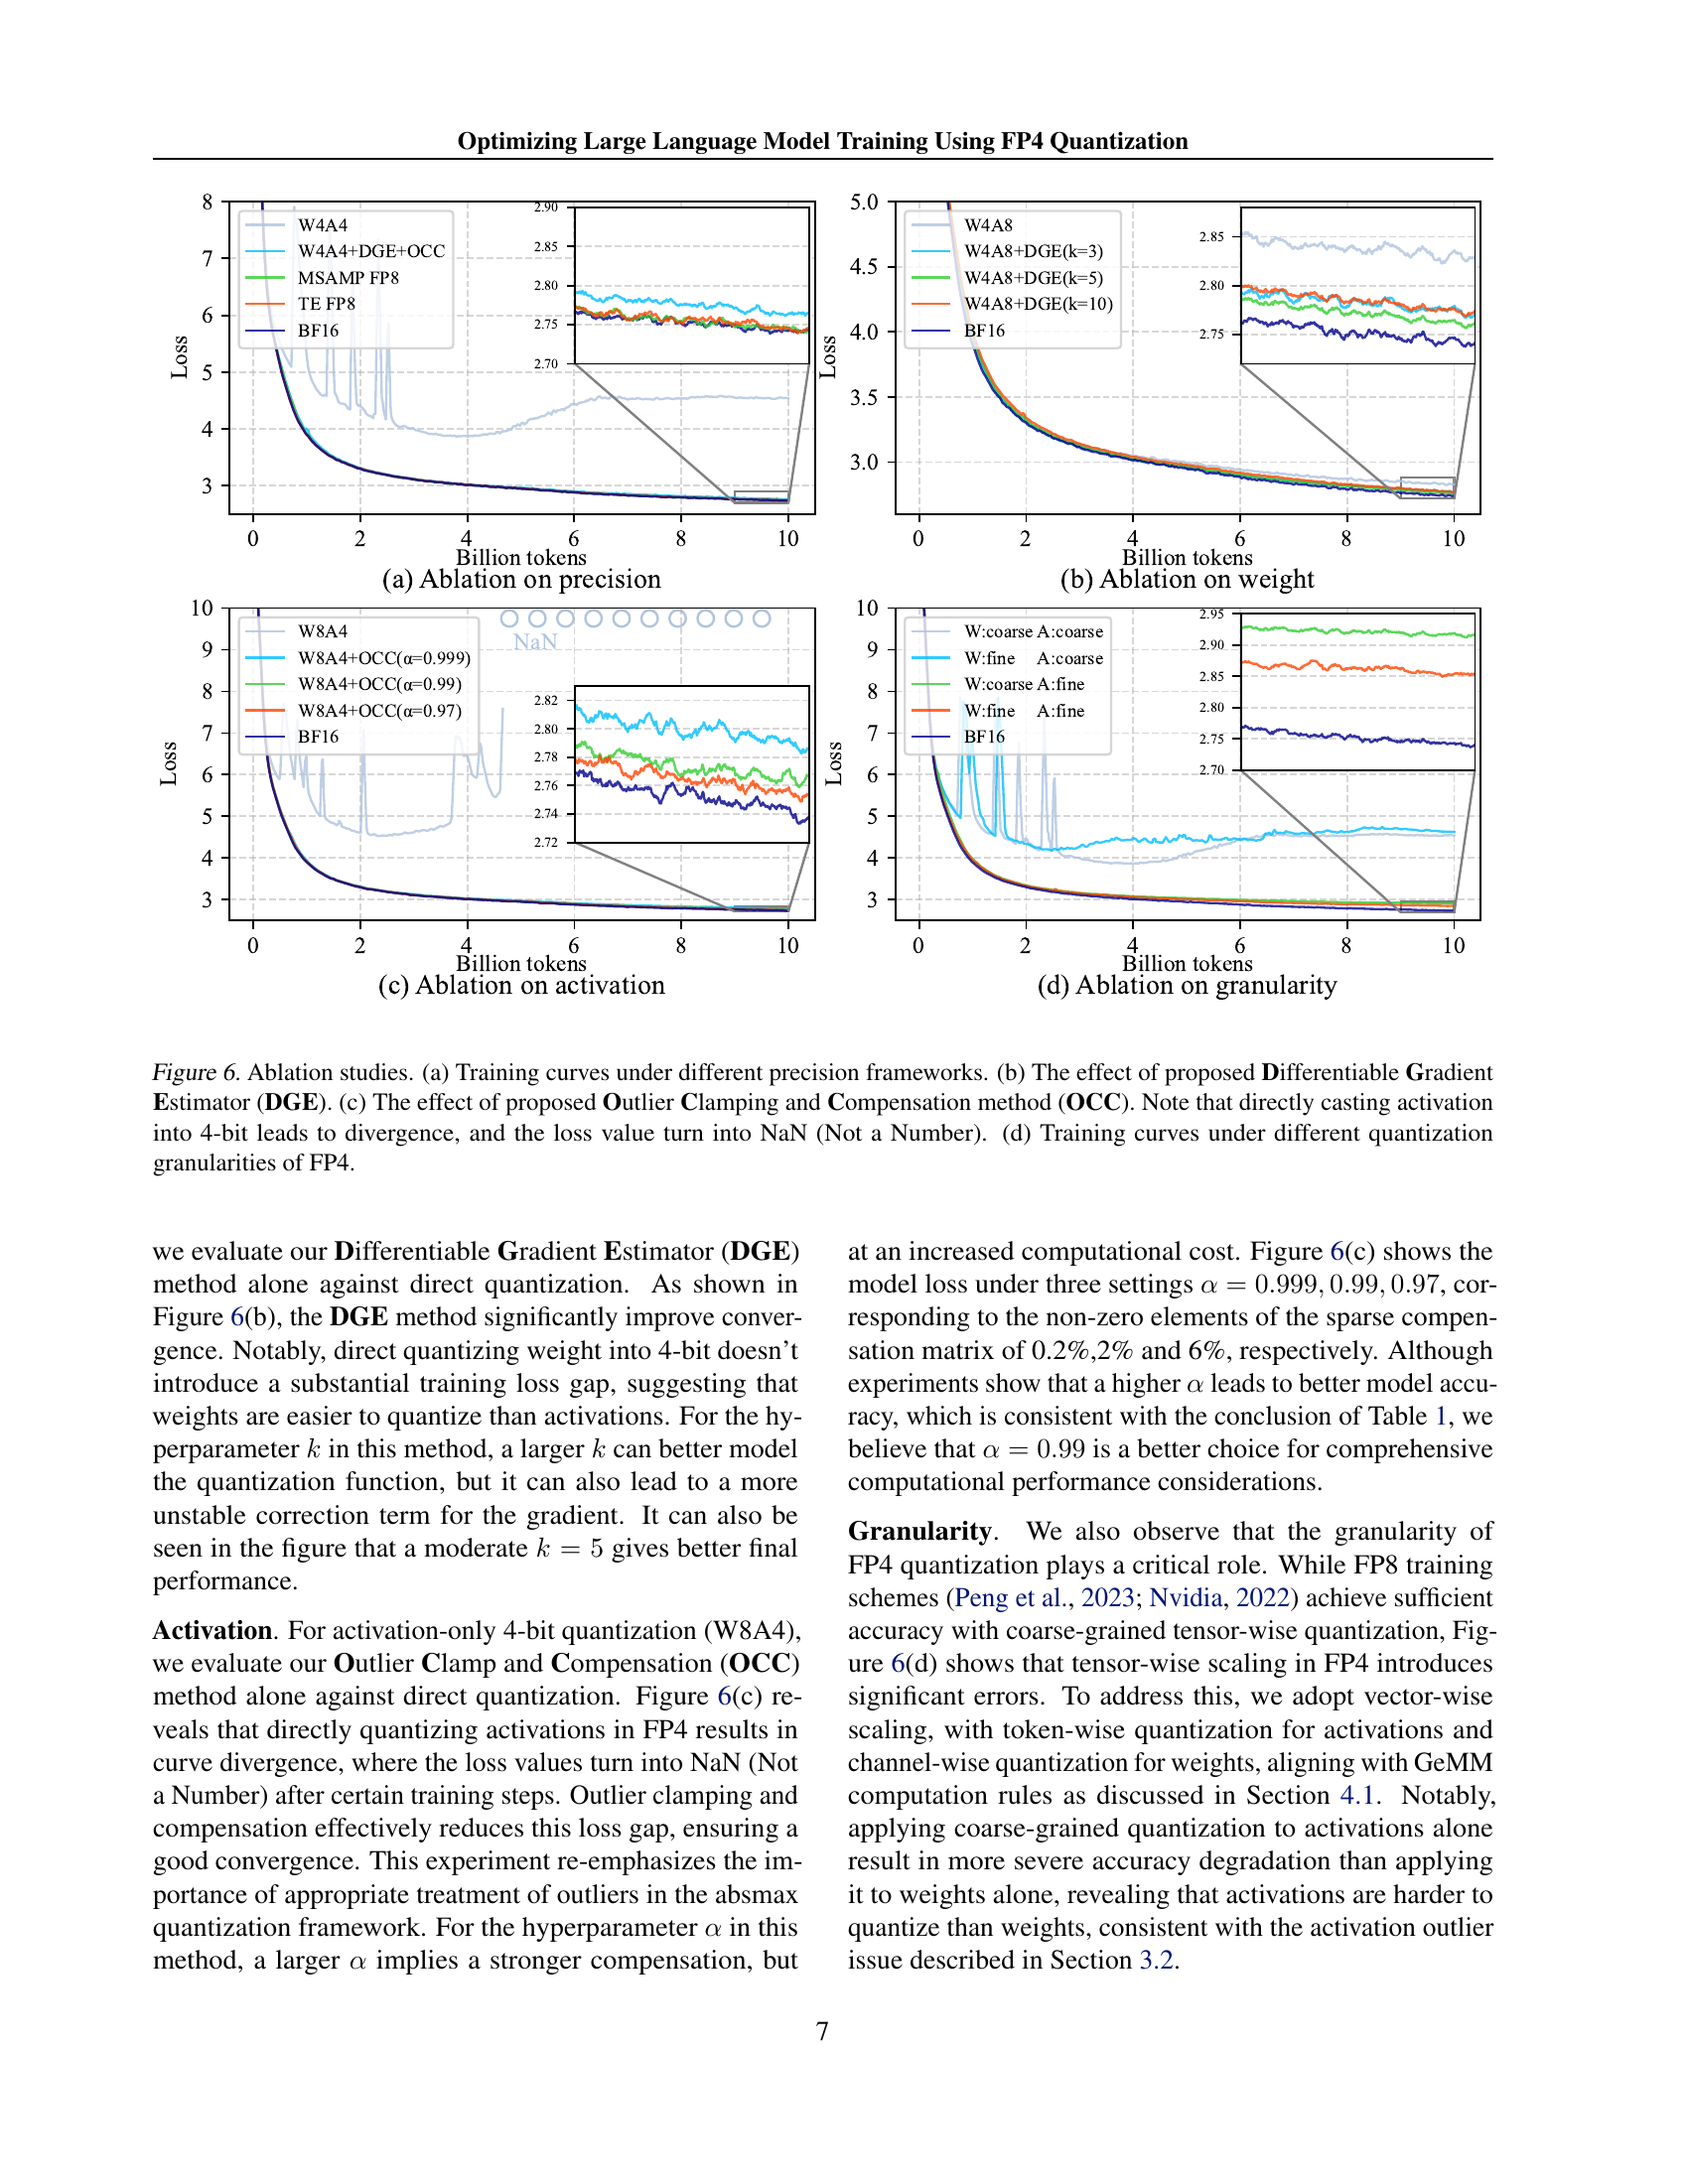 Optimizing Large Language Model Training Using FP4 Quantization
8
7
6
5
4
3
Loss
W4A4
W4A4+DGE+OCC
MSAMP FP8
TE FP8
BF16
2.90
2.85
2.80
2.75
2.70
0 2 4 6 8 10
Billion tokens
(a) Ablation on precision
5.0
4.5
4.0
3.5
3.0
Loss
W4A8
W4A8+DGE(k=3)
W4A8+DGE(k=5)
W4A8+DGE(k=10)
BF16
2.85
2.80
2.75
0 2 4 6 8 10
Billion tokens
(b) Ablation on weight
10
9
8
7
6
5
4
3
Loss
W8A4
W8A4+OCC(α=0.999)
W8A4+OCC(α=0.99)
W8A4+OCC(α=0.97)
BF16
NaN
2.82
2.80
2.78
2.76
2.74
2.72
0 2 4 6 8 10
Billion tokens
(c) Ablation on activation
10
9
8
7
6
5
4
3
Loss
W:coarse A:coarse
W:fine A:coarse
W:coarse A:fine
W:fine A:fine
BF16
2.95
2.90
2.85
2.80
2.75
2.70
0 2 4 6 8 10
Billion tokens
(d) Ablation on granularity
Figure 6. Ablation studies. (a) Training curves under different precision frameworks. (b) The effect of proposed Differentiable Gradient
Estimator (DGE). (c) The effect of proposed Outlier Clamping and Compensation method (OCC). Note that directly casting activation
into 4-bit leads to divergence, and the loss value turn into NaN (Not a Number). (d) Training curves under different quantization
granularities of FP4.
we evaluate our Differentiable Gradient Estimator (DGE)
method alone against direct quantization. As shown in
Figure 6(b), the DGE method significantly improve conver-
gence. Notably, direct quantizing weight into 4-bit doesn't
introduce a substantial training loss gap, suggesting that
weights are easier to quantize than activations. For the hy-
perparameter k in this method, a larger k can better model
the quantization function, but it can also lead to a more
unstable correction term for the gradient. It can also be
seen in the figure that a moderate k = 5 gives better final
performance.
Activation. For activation-only 4-bit quantization (W8A4),
we evaluate our Outlier Clamp and Compensation (OCC)
method alone against direct quantization. Figure 6(c) re-
veals that directly quantizing activations in FP4 results in
curve divergence, where the loss values turn into NaN (Not
a Number) after certain training steps. Outlier clamping and
compensation effectively reduces this loss gap, ensuring a
good convergence. This experiment re-emphasizes the im-
portance of appropriate treatment of outliers in the absmax
quantization framework. For the hyperparameter α in this
method, a larger α implies a stronger compensation, but
at an increased computational cost. Figure 6(c) shows the
model loss under three settings α = 0.999, 0.99, 0.97, cor-
responding to the non-zero elements of the sparse compen-
sation matrix of 0.2%,2% and 6%, respectively. Although
experiments show that a higher α leads to better model accu-
racy, which is consistent with the conclusion of Table 1, we
believe that α = 0.99 is a better choice for comprehensive
computational performance considerations.
Granularity. We also observe that the granularity of
FP4 quantization plays a critical role. While FP8 training
schemes (Peng et al., 2023; Nvidia, 2022) achieve sufficient
accuracy with coarse-grained tensor-wise quantization, Fig-
ure 6(d) shows that tensor-wise scaling in FP4 introduces
significant errors. To address this, we adopt vector-wise
scaling, with token-wise quantization for activations and
channel-wise quantization for weights, aligning with GeMM
computation rules as discussed in Section 4.1. Notably,
applying coarse-grained quantization to activations alone
result in more severe accuracy degradation than applying
it to weights alone, revealing that activations are harder to
quantize than weights, consistent with the activation outlier
issue described in Section 3.2.
7